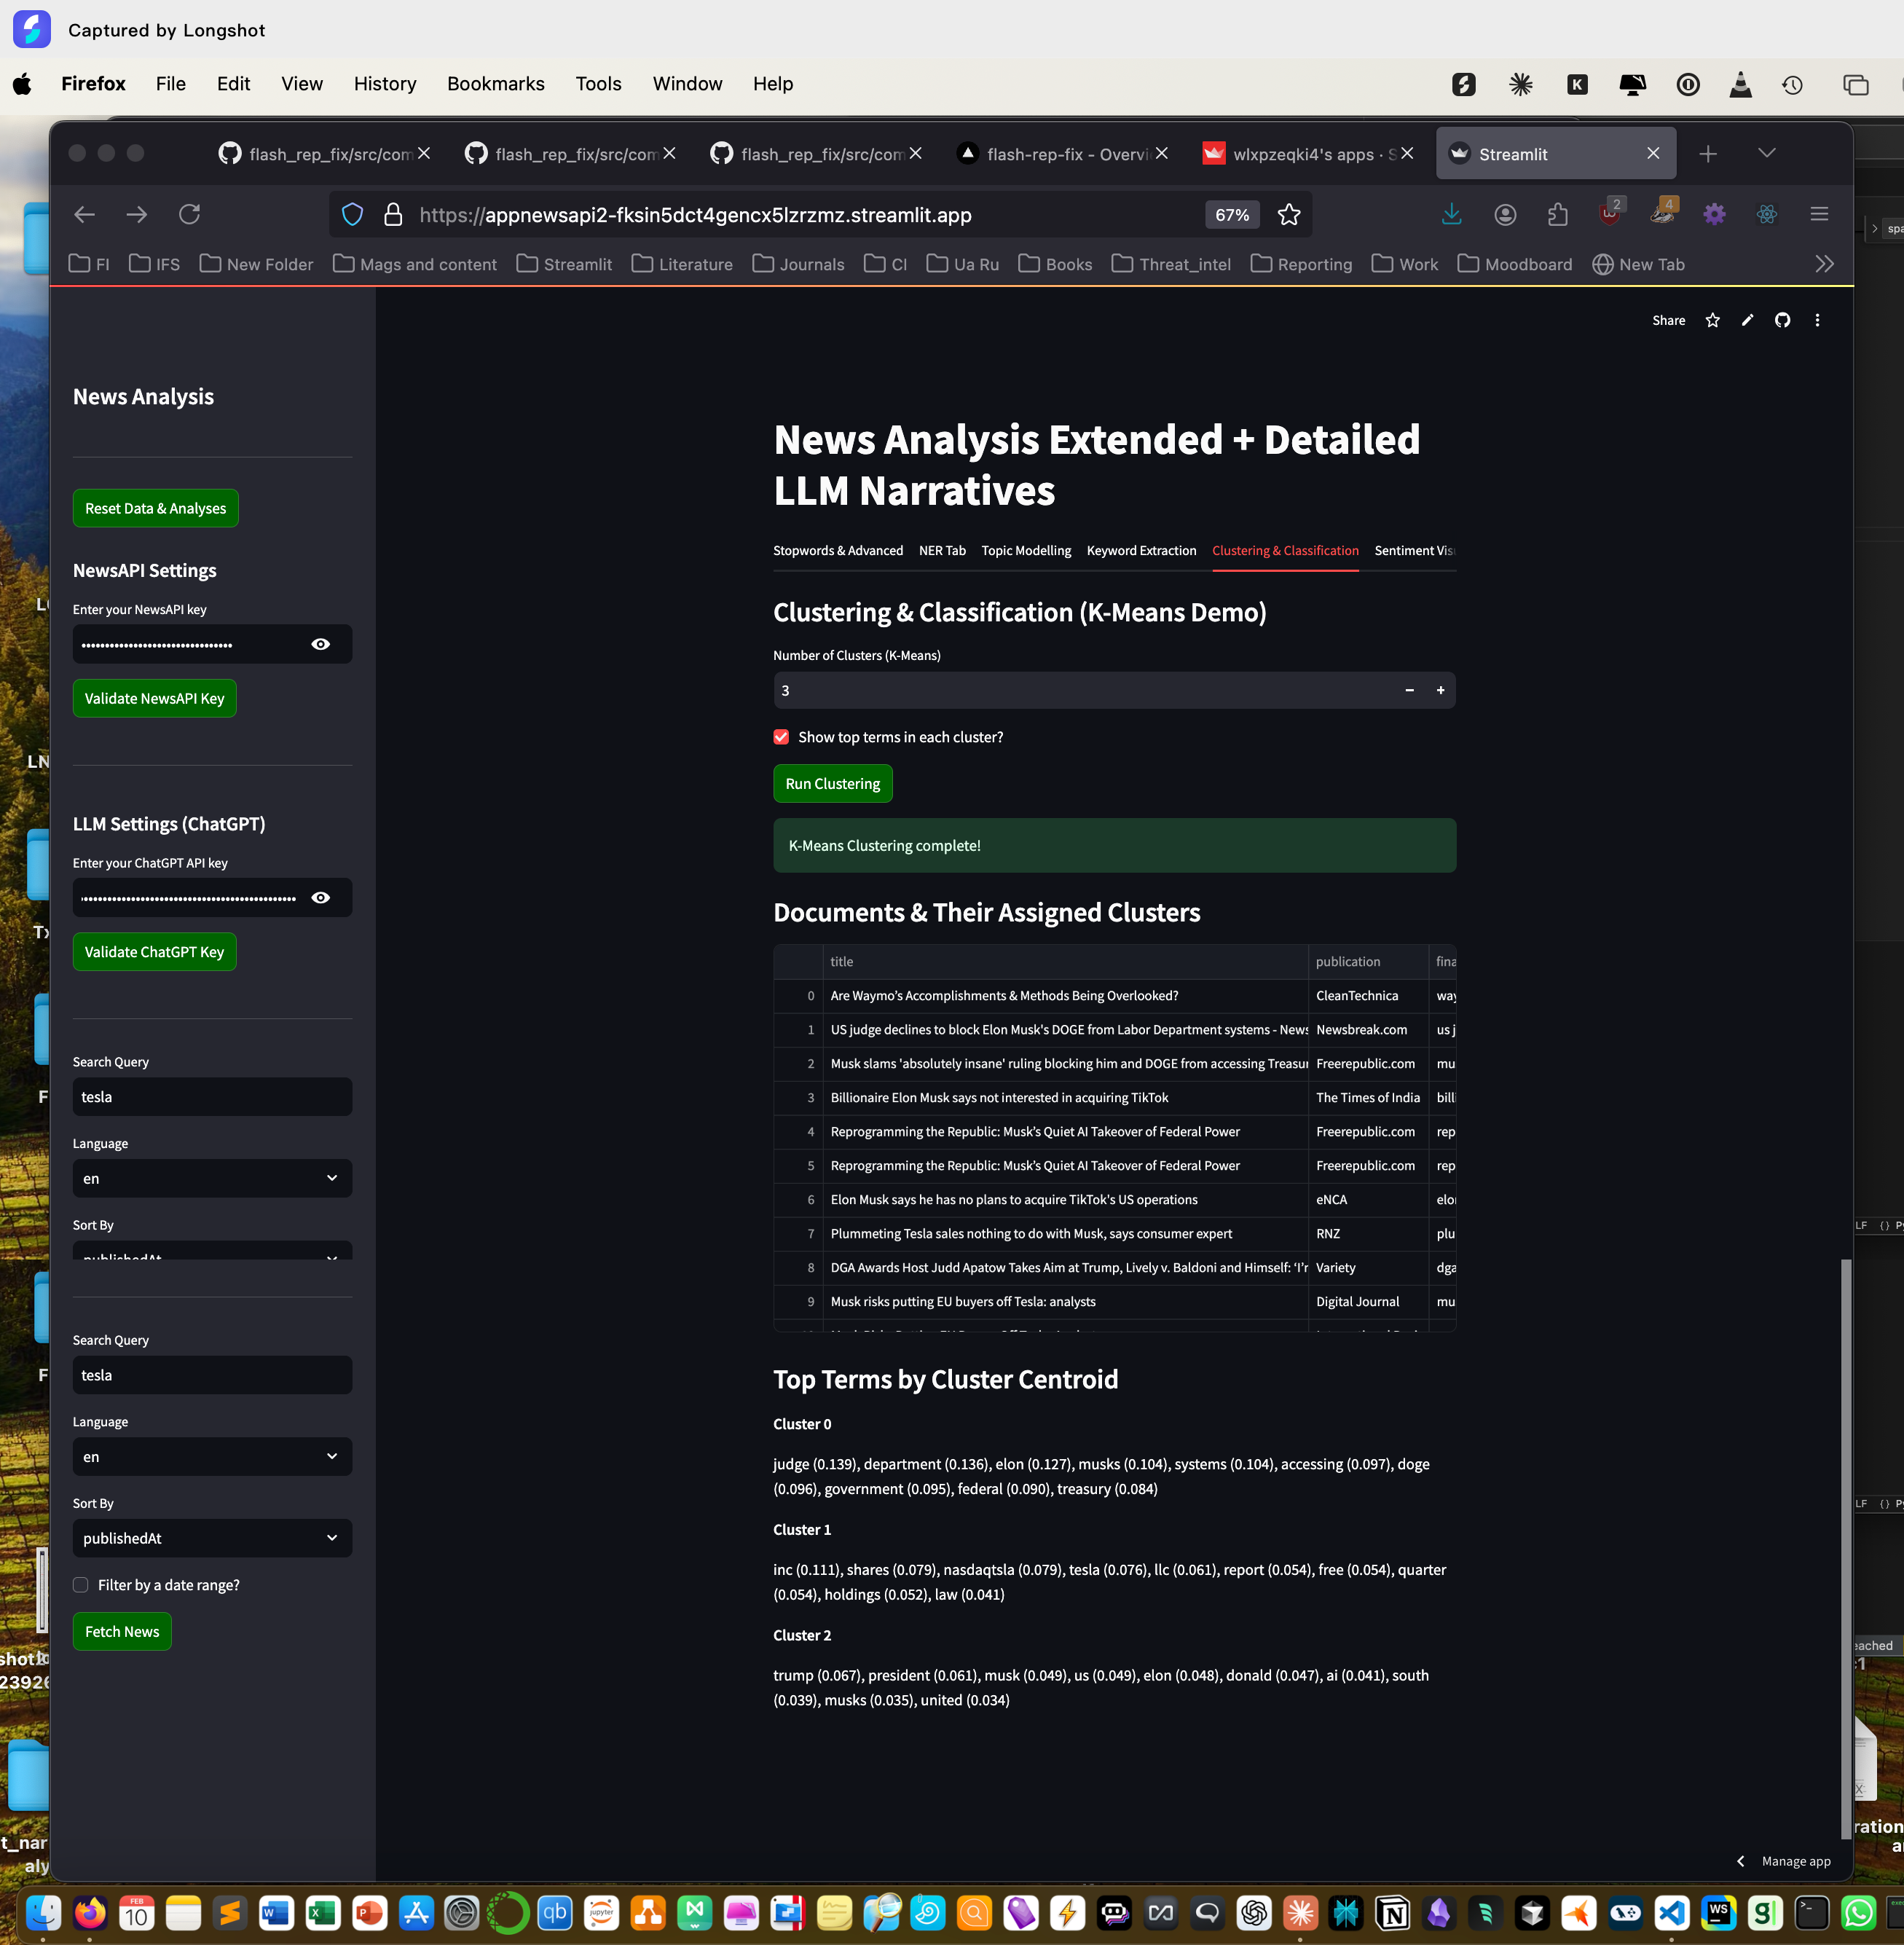 Captured by Longshot
Firefox File Edit View History Bookmarks Tools Window Help
flash_rep_fix/src/com
flash_rep_fix/src/com
flash_rep_fix/src/com
flash-rep-fix - Overvi
wlxpzeqki4's apps · S
Streamlit
https://appnewsapi2-fksin5dct4gencx5lzrzmz.streamlit.app
67%
2
4
FI IFS New Folder Mags and content Streamlit Literature Journals CI Ua Ru Books Threat_intel Reporting Work Moodboard New Tab
Share
News Analysis
Reset Data & Analyses
NewsAPI Settings
Enter your NewsAPI key
Validate NewsAPI Key
LLM Settings (ChatGPT)
Enter your ChatGPT API key
Validate ChatGPT Key
Search Query
tesla
Language
en
Sort By
publishedAt
Search Query
tesla
Language
en
Sort By
publishedAt
Filter by a date range?
Fetch News
News Analysis Extended + Detailed
LLM Narratives
Stopwords & Advanced NER Tab Topic Modelling Keyword Extraction Clustering & Classification Sentiment Vis
Clustering & Classification (K-Means Demo)
Number of Clusters (K-Means)
3
Show top terms in each cluster?
Run Clustering
K-Means Clustering complete!
Documents & Their Assigned Clusters
title publication fina
0 Are Waymo’s Accomplishments & Methods Being Overlooked? CleanTechnica way
1 US judge declines to block Elon Musk's DOGE from Labor Department systems - News Newsbreak.com us j
2 Musk slams 'absolutely insane' ruling blocking him and DOGE from accessing Treasur Freerepublic.com mu
3 Billionaire Elon Musk says not interested in acquiring TikTok The Times of India billi
4 Reprogramming the Republic: Musk’s Quiet AI Takeover of Federal Power Freerepublic.com rep
5 Reprogramming the Republic: Musk’s Quiet AI Takeover of Federal Power Freerepublic.com rep
6 Elon Musk says he has no plans to acquire TikTok's US operations eNCA elo
7 Plummeting Tesla sales nothing to do with Musk, says consumer expert RNZ plu
8 DGA Awards Host Judd Apatow Takes Aim at Trump, Lively v. Baldoni and Himself: ‘I’r Variety dga
9 Musk risks putting EU buyers off Tesla: analysts Digital Journal mu
Top Terms by Cluster Centroid
Cluster 0
judge (0.139), department (0.136), elon (0.127), musks (0.104), systems (0.104), accessing (0.097), doge
(0.096), government (0.095), federal (0.090), treasury (0.084)
Cluster 1
inc (0.111), shares (0.079), nasdaqtsla (0.079), tesla (0.076), llc (0.061), report (0.054), free (0.054), quarter
(0.054), holdings (0.052), law (0.041)
Cluster 2
trump (0.067), president (0.061), musk (0.049), us (0.049), elon (0.048), donald (0.047), ai (0.041), south
(0.039), musks (0.035), united (0.034)
Manage app
FEB
10
qb
jupyter
WS